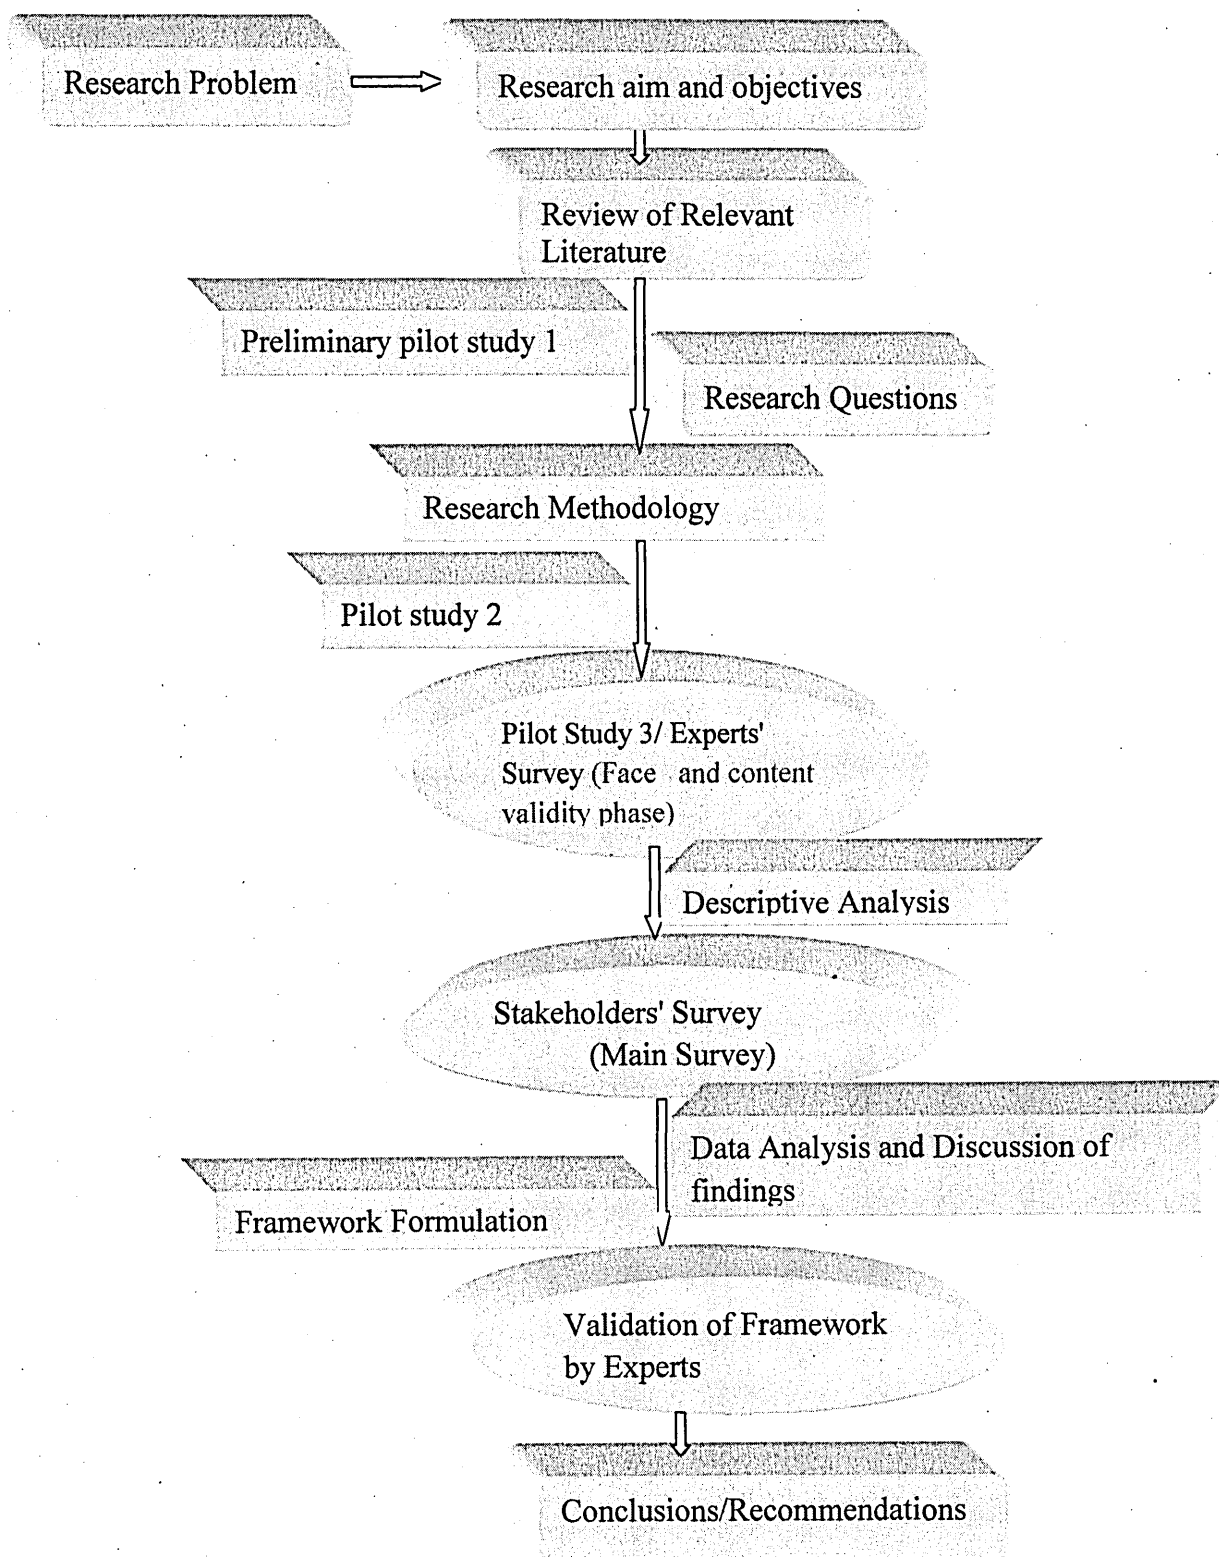 Research Problem
Research aim and objectives
Review of Relevant
Literature
Preliminary pilot study 1
Research Questions
Research Methodology
Pilot study 2
Pilot Study 3/ Experts'
Survey (Face and content
validity phase)
Descriptive Analysis
Stakeholders' Survey
(Main Survey)
Data Analysis and Discussion of
findings
Framework Formulation
Validation of Framework
by Experts
Conclusions/Recommendations